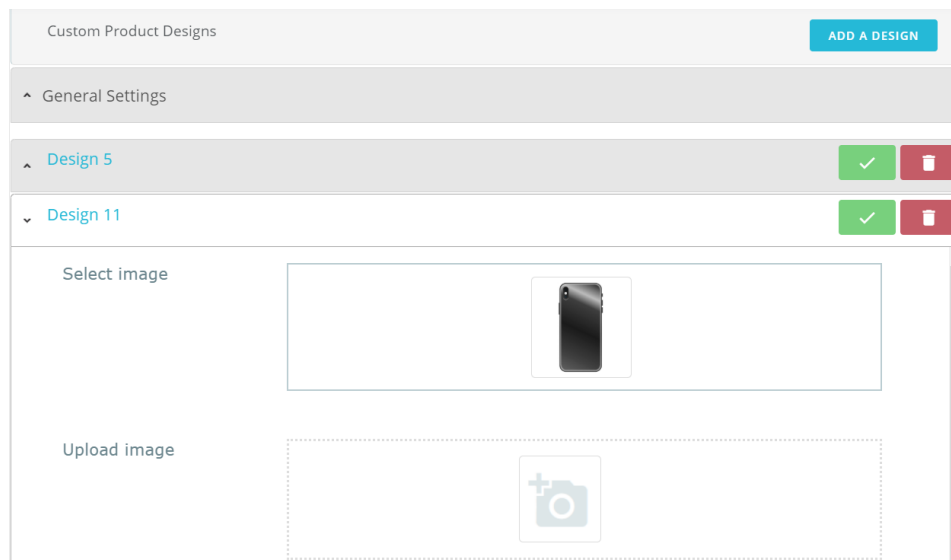 Custom Product Designs
ADD A DESIGN
General Settings
Design 5
Design 11
Select image
Upload image